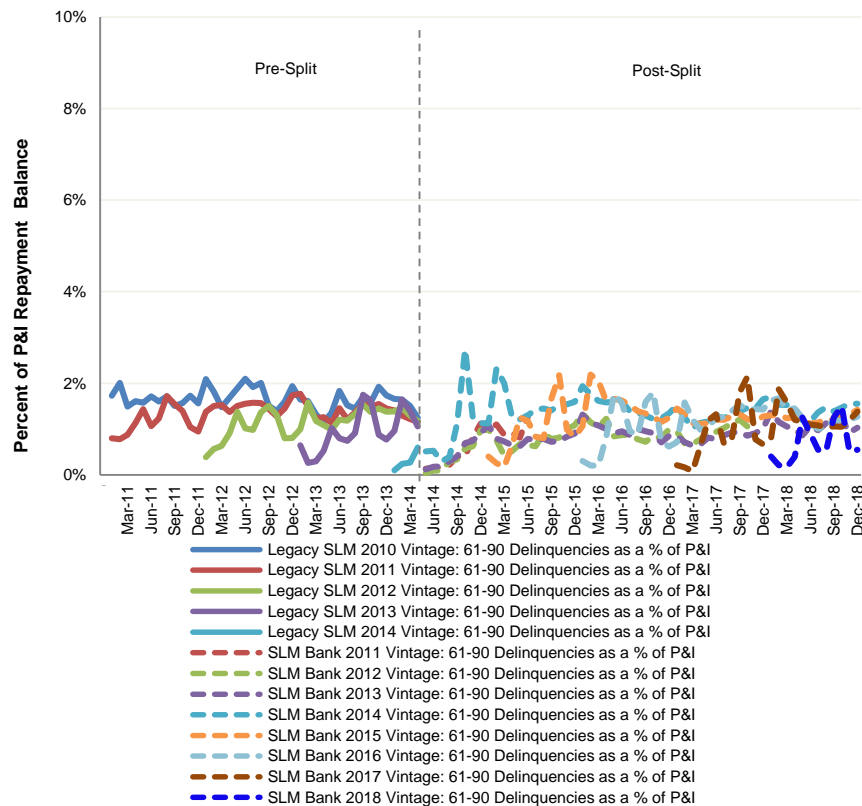 10%
8%
6%
4%
2%
0%
Percent of P&I Repayment Balance
Pre-Split
Post-Split
Mar-11
Jun-11
Sep-11
Dec-11
Mar-12
Jun-12
Sep-12
Dec-12
Mar-13
Jun-13
Sep-13
Dec-13
Mar-14
Jun-14
Sep-14
Dec-14
Mar-15
Jun-15
Sep-15
Dec-15
Mar-16
Jun-16
Sep-16
Dec-16
Mar-17
Jun-17
Sep-17
Dec-17
Mar-18
Jun-18
Sep-18
Dec-18
Legacy SLM 2010 Vintage: 61-90 Delinquencies as a % of P&I
Legacy SLM 2011 Vintage: 61-90 Delinquencies as a % of P&I
Legacy SLM 2012 Vintage: 61-90 Delinquencies as a % of P&I
Legacy SLM 2013 Vintage: 61-90 Delinquencies as a % of P&I
Legacy SLM 2014 Vintage: 61-90 Delinquencies as a % of P&I
SLM Bank 2011 Vintage: 61-90 Delinquencies as a % of P&I
SLM Bank 2012 Vintage: 61-90 Delinquencies as a % of P&I
SLM Bank 2013 Vintage: 61-90 Delinquencies as a % of P&I
SLM Bank 2014 Vintage: 61-90 Delinquencies as a % of P&I
SLM Bank 2015 Vintage: 61-90 Delinquencies as a % of P&I
SLM Bank 2016 Vintage: 61-90 Delinquencies as a % of P&I
SLM Bank 2017 Vintage: 61-90 Delinquencies as a % of P&I
SLM Bank 2018 Vintage: 61-90 Delinquencies as a % of P&I